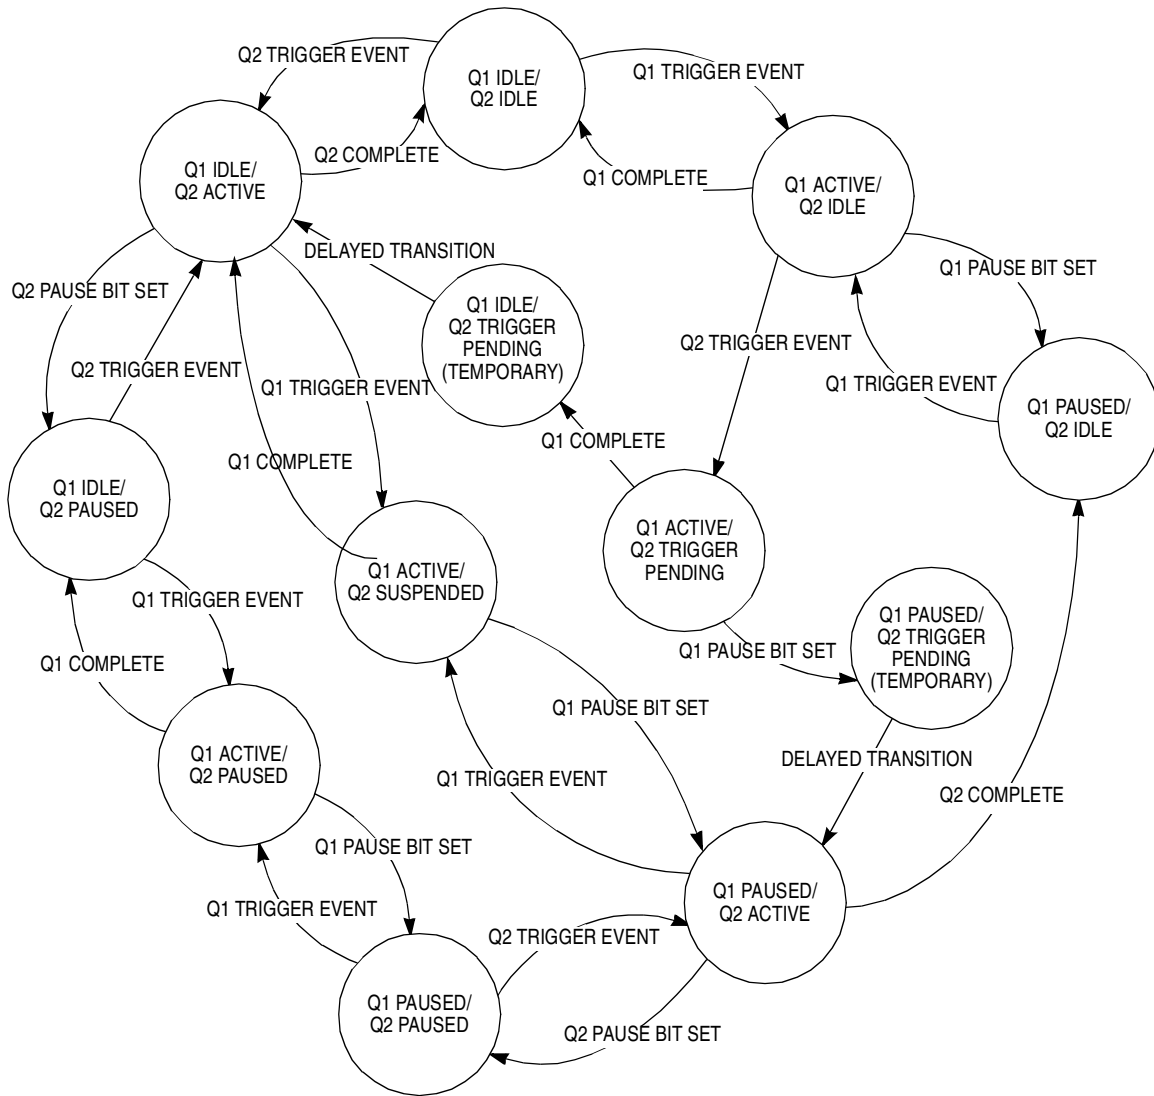 Q2 TRIGGER EVENT
Q1 IDLE/
Q2 IDLE
Q1 TRIGGER EVENT
Q2 COMPLETE
Q1 COMPLETE
Q1 IDLE/
Q2 ACTIVE
Q1 ACTIVE/
Q2 IDLE
DELAYED TRANSITION
Q1 PAUSE BIT SET
Q2 PAUSE BIT SET
Q1 IDLE/
Q2 TRIGGER
PENDING
(TEMPORARY)
Q2 TRIGGER EVENT
Q2 TRIGGER EVENT
Q1 TRIGGER EVENT
Q1 TRIGGER EVENT
Q1 PAUSED/
Q2 IDLE
Q1 COMPLETE
Q1 COMPLETE
Q1 IDLE/
Q2 PAUSED
Q1 ACTIVE/
Q2 TRIGGER
PENDING
Q1 ACTIVE/
Q2 SUSPENDED
Q1 TRIGGER EVENT
Q1 PAUSED/
Q2 TRIGGER
PENDING
(TEMPORARY)
Q1 COMPLETE
Q1 PAUSE BIT SET
Q1 PAUSE BIT SET
Q1 ACTIVE/
Q2 PAUSED
DELAYED TRANSITION
Q1 TRIGGER EVENT
Q2 COMPLETE
Q1 PAUSE BIT SET
Q1 PAUSED/
Q2 ACTIVE
Q1 TRIGGER EVENT
Q2 TRIGGER EVENT
Q1 PAUSED/
Q2 PAUSED
Q2 PAUSE BIT SET